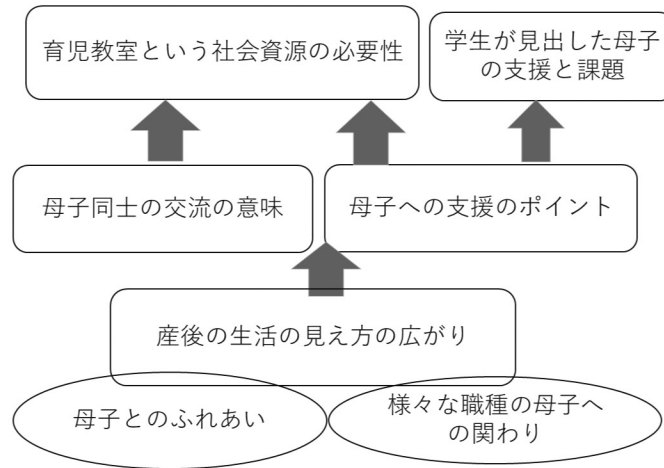 育児教室という社会資源の必要性
学生が見出した母子
の支援と課題
母子同士の交流の意味
母子への支援のポイント
産後の生活の見え方の広がり
母子とのふれあい
様々な職種の母子へ
の関わり